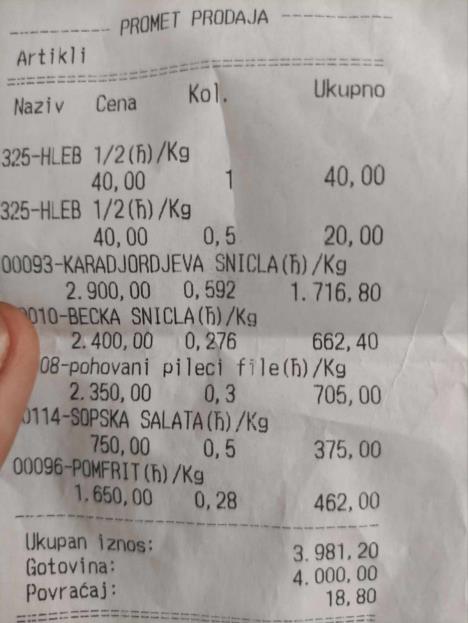 PROMET PRODAJA
Artikli
Naziv Cena Kol. Ukupno
325-HLEB 1/2(ħ)/Kg
40,00 1 40,00
325-HLEB 1/2(ħ)/Kg
40,00 0,5 20,00
00093-KARADJORDJEVA SNICLA(ħ)/Kg
2.900,00 0,592 1.716,80
0010-BECKA SNICLA(ħ)/Kg
2.400,00 0,276 662,40
08-pohovani pileci file(ħ)/Kg
2.350,00 0,3 705,00
0114-SOPSKA SALATA(ħ)/Kg
750,00 0,5 375,00
00096-POMFRIT(ħ)/Kg
1.650,00 0,28 462,00
Ukupan iznos: 3.981,20
Gotovina: 4.000,00
Povraćaj: 18,80